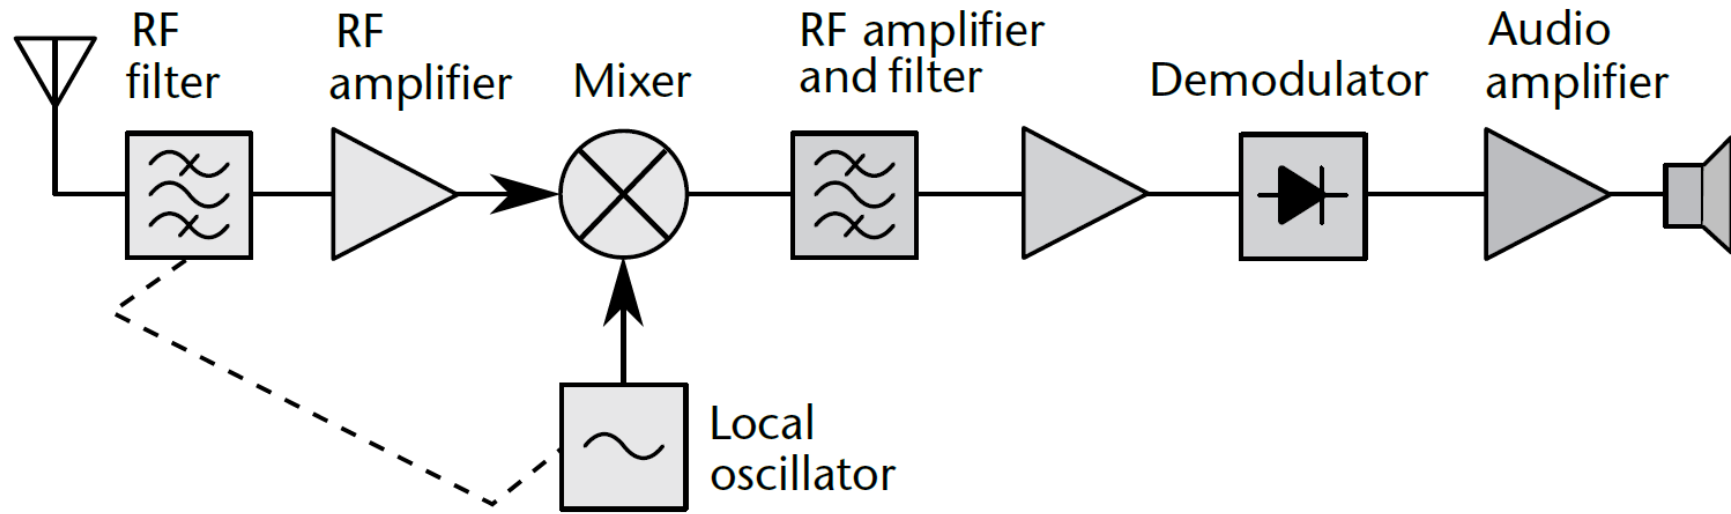 RF
filter
RF
amplifier
Mixer
RF amplifier
and filter
Demodulator
Audio
amplifier
Local
oscillator